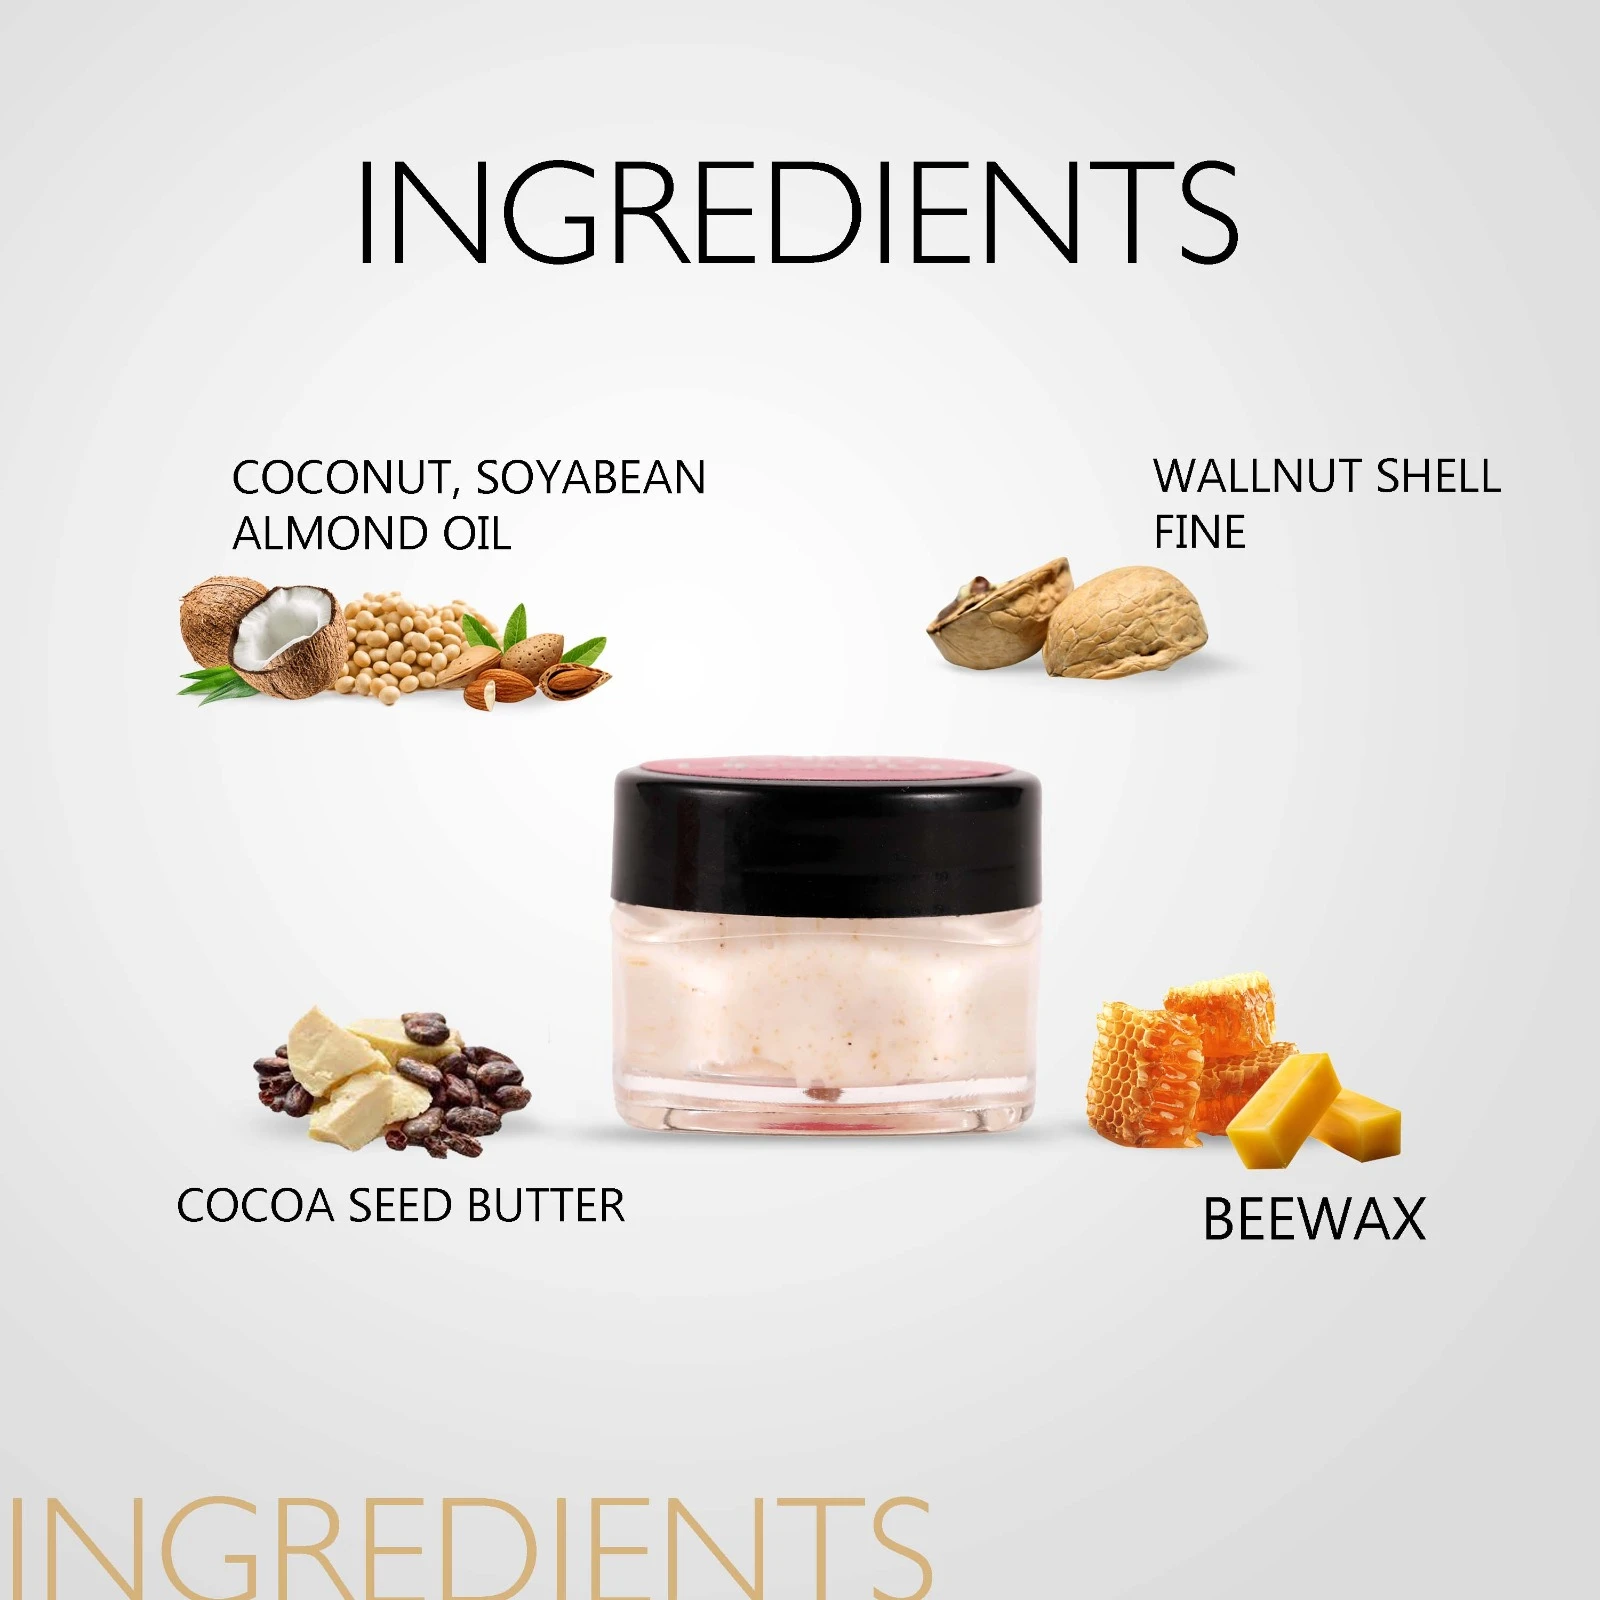 INGREDIENTS
COCONUT, SOYABEAN
ALMOND OIL
WALLNUT SHELL
FINE
COCOA SEED BUTTER
BEEWAX
INGREDIENTS